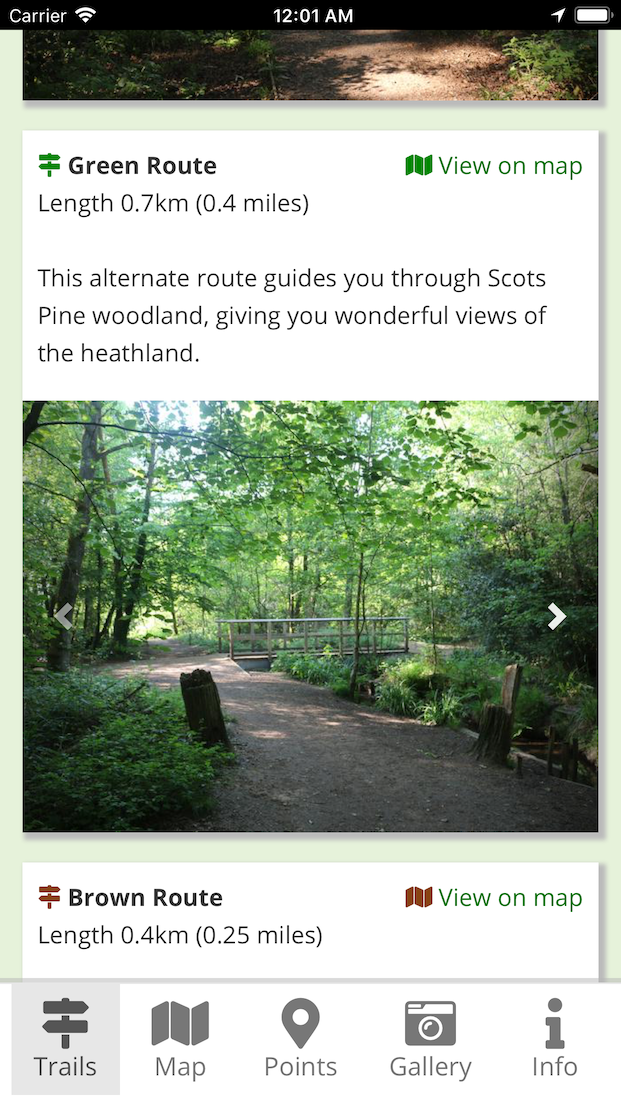 Carrier 12:01 AM
Green Route View on map
Length 0.7km (0.4 miles)
This alternate route guides you through Scots
Pine woodland, giving you wonderful views of
the heathland.
Brown Route View on map
Length 0.4km (0.25 miles)
Trails Map Points Gallery Info